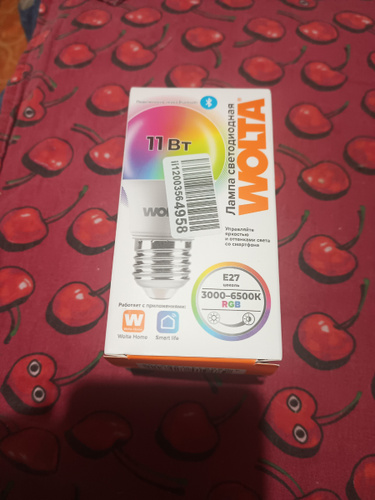 11 Вт
Лампа светодиодная
WOLTA
ii12003564958
Управляйте
яркостью
и оттенками света
со смартфона
E27
цоколь
3000–6500K
RGB
Работает с приложениями:
Wolta Home
Smart life